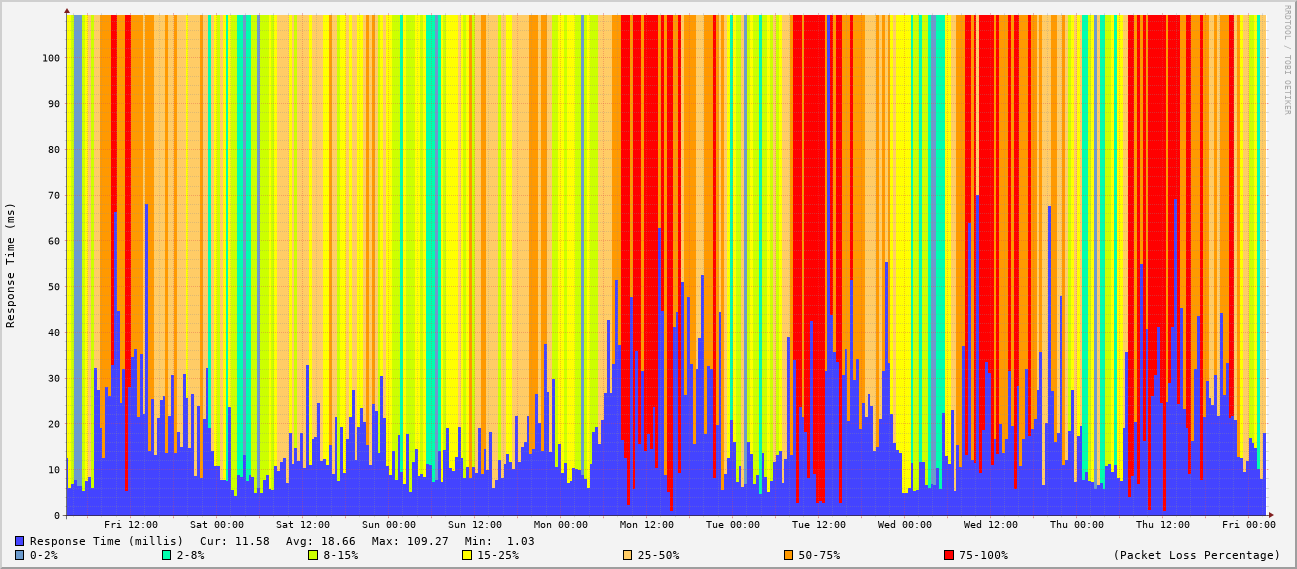 RRDTOOL / TOBI OETIKER
Response Time (ms)
100
90
80
70
60
50
40
30
20
10
0
Fri 12:00 Sat 00:00 Sat 12:00 Sun 00:00 Sun 12:00 Mon 00:00 Mon 12:00 Tue 00:00 Tue 12:00 Wed 00:00 Wed 12:00 Thu 00:00 Thu 12:00 Fri 00:00
Response Time (millis) Cur: 11.58 Avg: 18.66 Max: 109.27 Min: 1.03
0-2% 2-8% 8-15% 15-25% 25-50% 50-75% 75-100% (Packet Loss Percentage)